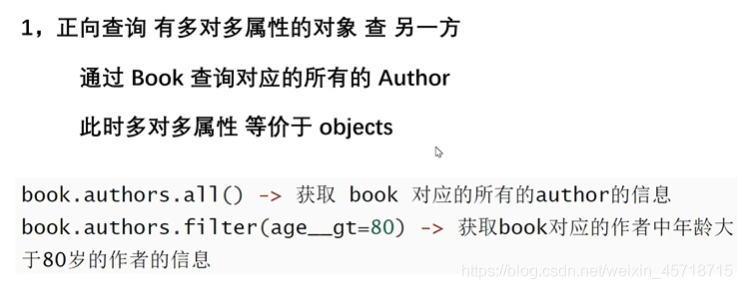 1，正向查询 有多对多属性的对象 查 另一方
通过 Book 查询对应的所有的 Author
此时多对多属性 等价于 objects
book.authors.all() -> 获取 book 对应的所有的author的信息
book.authors.filter(age__gt=80) -> 获取book对应的作者中年龄大
于80岁的作者的信息
https://blog.csdn.net/weixin_45718715